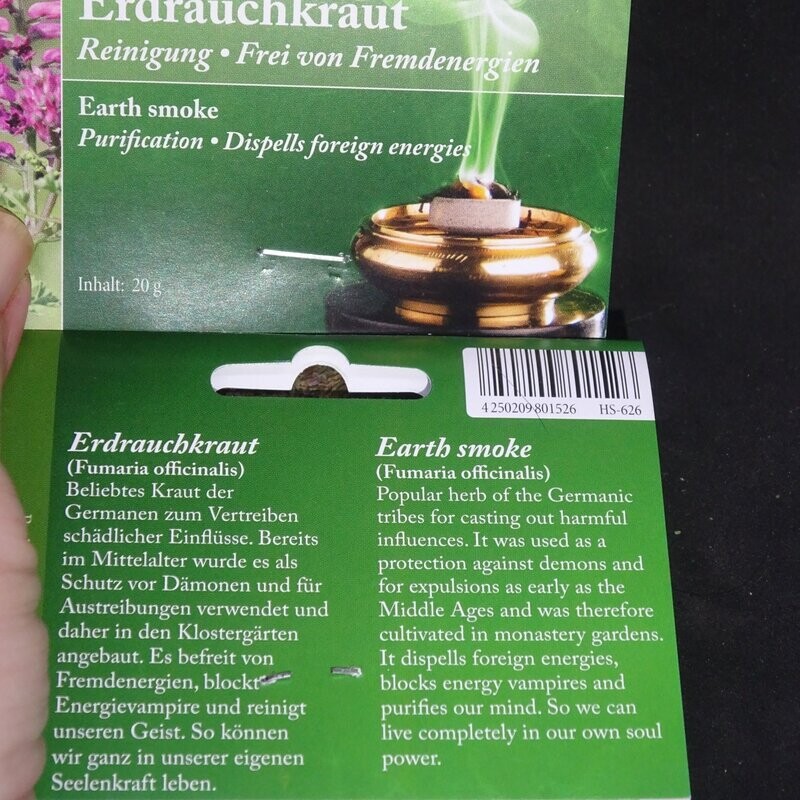 Erdrauchkraut
Reinigung • Frei von Fremdenergien
Earth smoke
Purification • Dispells foreign energies
Inhalt: 20 g
4 250209 801526 HS-626
Erdrauchkraut
(Fumaria officinalis)
Beliebtes Kraut der
Germanen zum Vertreiben
schädlicher Einflüsse. Bereits
im Mittelalter wurde es als
Schutz vor Dämonen und für
Austreibungen verwendet und
daher in den Klostergärten
angebaut. Es befreit von
Fremdenergien, blockt
Energievampire und reinigt
unseren Geist. So können
wir ganz in unserer eigenen
Seelenkraft leben.
Earth smoke
(Fumaria officinalis)
Popular herb of the Germanic
tribes for casting out harmful
influences. It was used as a
protection against demons and
for expulsions as early as the
Middle Ages and was therefore
cultivated in monastery gardens.
It dispells foreign energies,
blocks energy vampires and
purifies our mind. So we can
live completely in our own soul
power.